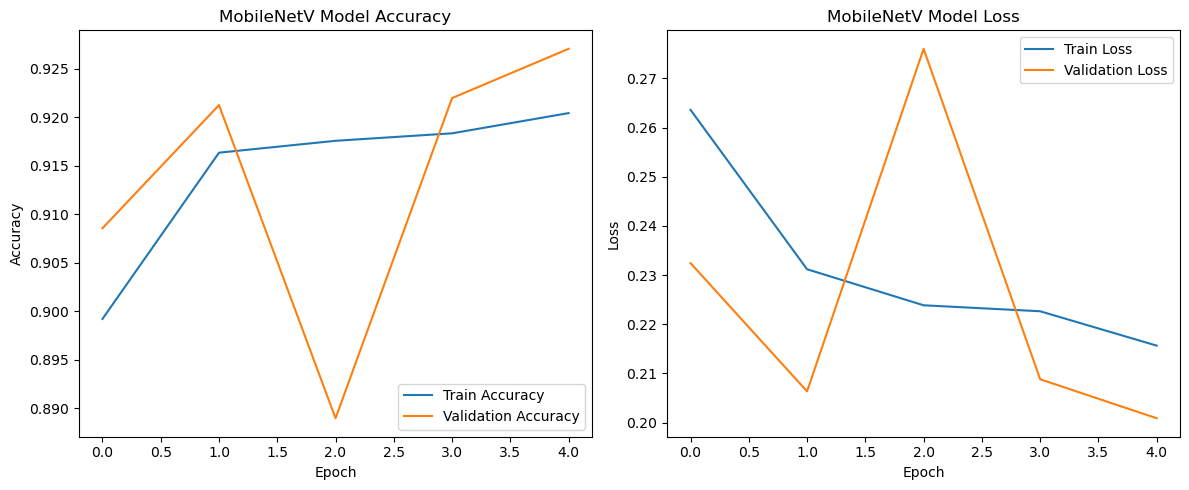 MobileNetV Model Accuracy
Accuracy
0.925
0.920
0.915
0.910
0.905
0.900
0.895
0.890
Train Accuracy
Validation Accuracy
0.0 0.5 1.0 1.5 2.0 2.5 3.0 3.5 4.0
Epoch
MobileNetV Model Loss
Loss
0.27
0.26
0.25
0.24
0.23
0.22
0.21
0.20
Train Loss
Validation Loss
0.0 0.5 1.0 1.5 2.0 2.5 3.0 3.5 4.0
Epoch